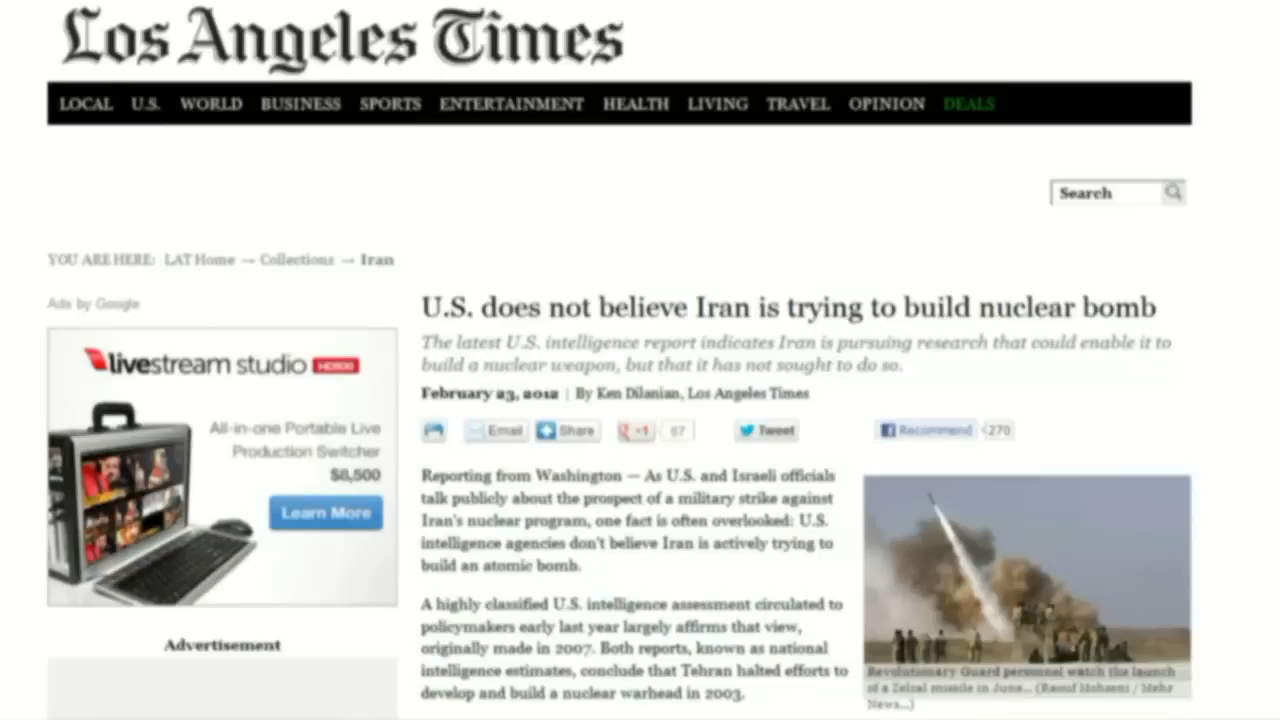 Los Angeles Times
LOCAL U.S. WORLD BUSINESS SPORTS ENTERTAINMENT HEALTH LIVING TRAVEL OPINION DEALS
Search
YOU ARE HERE: LAT Home → Collections → Iran
Ads by Google
livestream studio HD500
All-in-one Portable Live
Production Switcher
$8,500
Learn More
Advertisement
U.S. does not believe Iran is trying to build nuclear bomb
The latest U.S. intelligence report indicates Iran is pursuing research that could enable it to
build a nuclear weapon, but that it has not sought to do so.
February 23, 2012 | By Ken Dilanian, Los Angeles Times
Email Share +1 67 Tweet Recommend 270
Reporting from Washington — As U.S. and Israeli officials
talk publicly about the prospect of a military strike against
Iran's nuclear program, one fact is often overlooked: U.S.
intelligence agencies don't believe Iran is actively trying to
build an atomic bomb.
A highly classified U.S. intelligence assessment circulated to
policymakers early last year largely affirms that view,
originally made in 2007. Both reports, known as national
intelligence estimates, conclude that Tehran halted efforts to
develop and build a nuclear warhead in 2003.
Revolutionary Guard personnel watch the launch
of a Zelzal missile in June... (Raouf Mohseni / Mehr
News...)